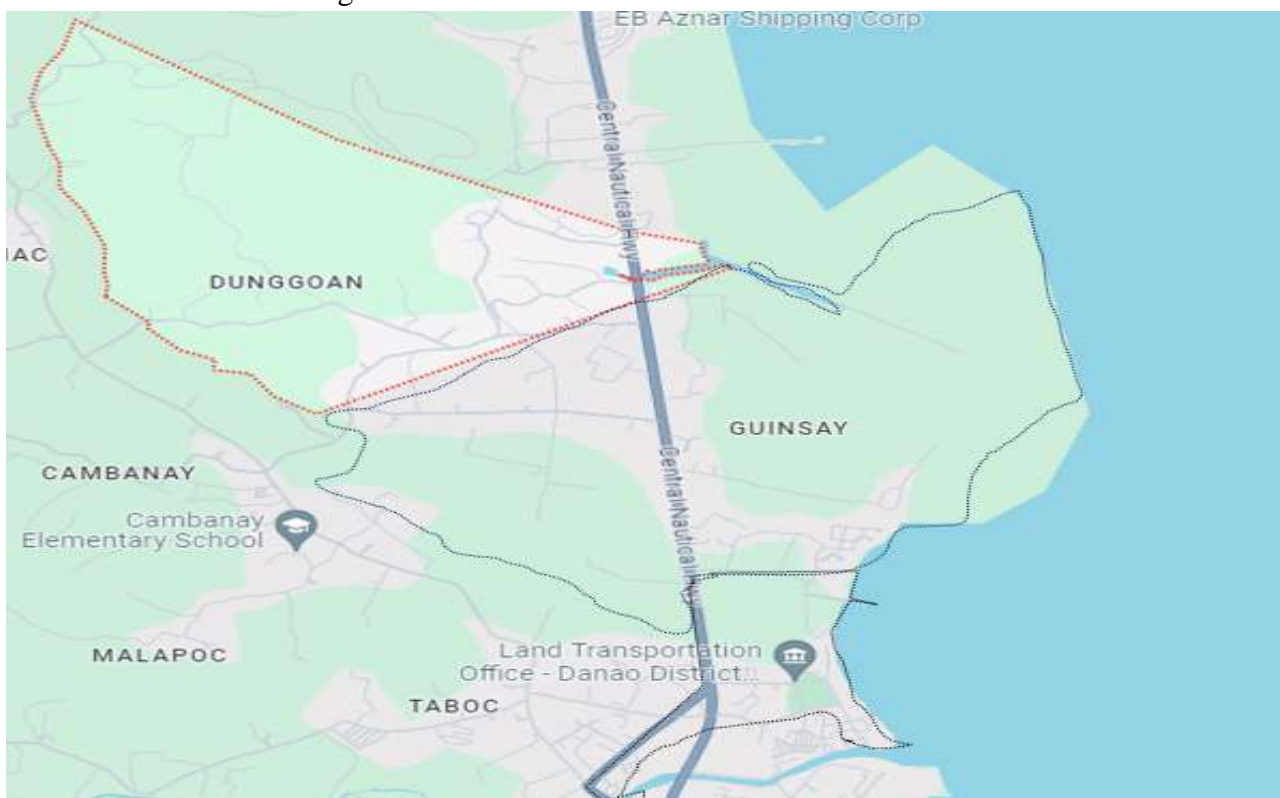 EB Aznar Shipping Corp
Central Nautical Hwy
IAC
DUNGGOAN
GUINSAY
Central Nautical Hwy
CAMBANAY
Cambanay
Elementary School
MALAPOC
Land Transportation
Office - Danao District...
TABOC